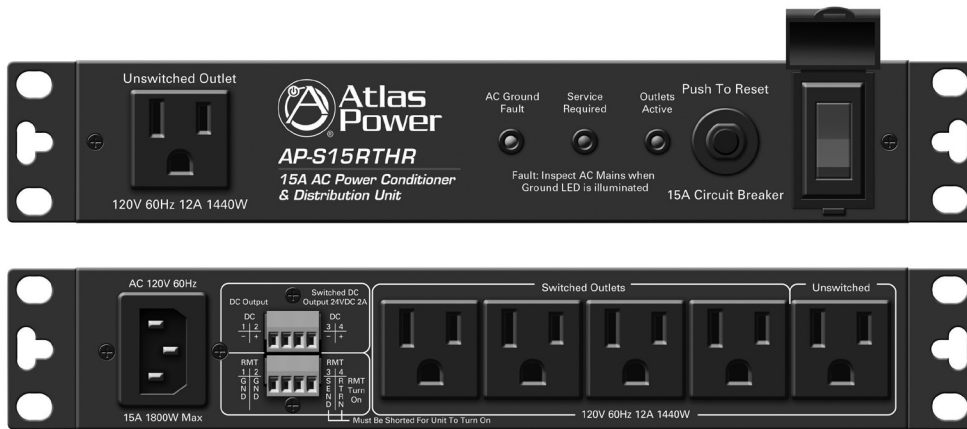 Unswitched Outlet
120V 60Hz 12A 1440W
Atlas
Power
®
AP-S15RTHR
15A AC Power Conditioner
& Distribution Unit
AC Ground
Fault
Service
Required
Outlets
Active
Fault: Inspect AC Mains when
Ground LED is illuminated
Push To Reset
15A Circuit Breaker
AC 120V 60Hz
15A 1800W Max
DC Output
Switched DC
Output 24VDC 2A
DC
1 2
- +
DC
3 4
- +
RMT
1 2
GND GND
RMT
3 4
SEND RTRN
RMT
Turn
On
Must Be Shorted For Unit To Turn On
Switched Outlets
Unswitched
120V 60Hz 12A 1440W